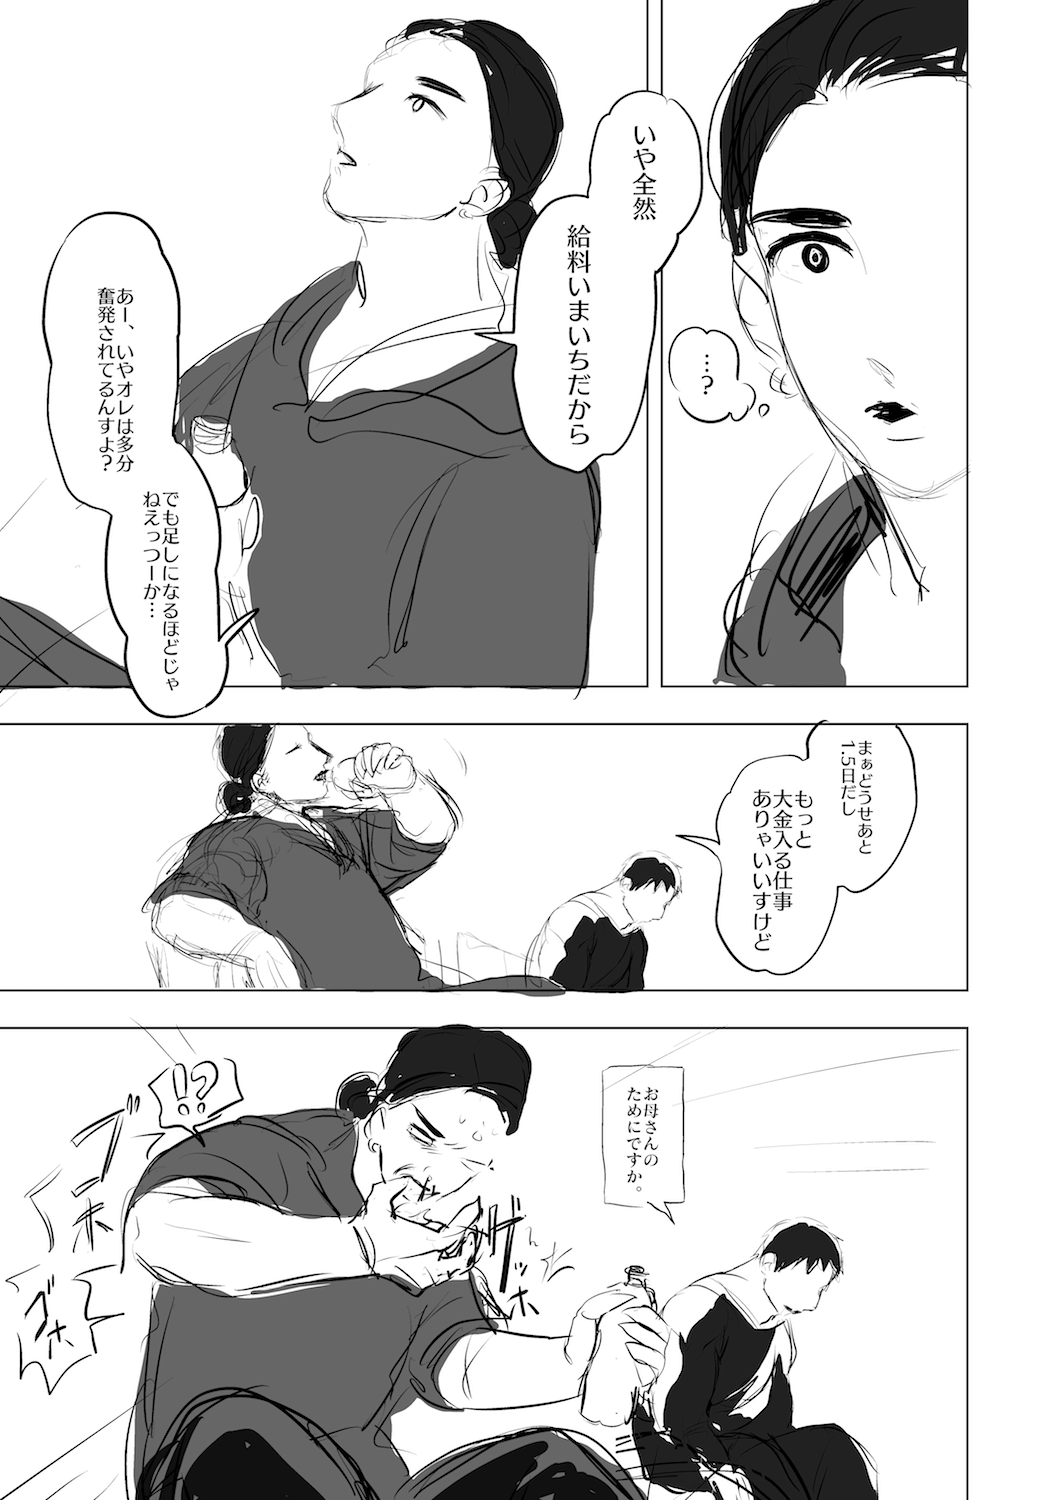 …?
いや全然
給料いまいちだから
あー、いやオレは多分
奮発されてるんすよ?
でも足しになるほどじゃ
ねえっつーか…
まぁどうせあと
1.5日だし
もっと
大金入る仕事
ありゃいいすけど
お母さんの
ためにですか。
!!?
ゲホッ
ゴホ